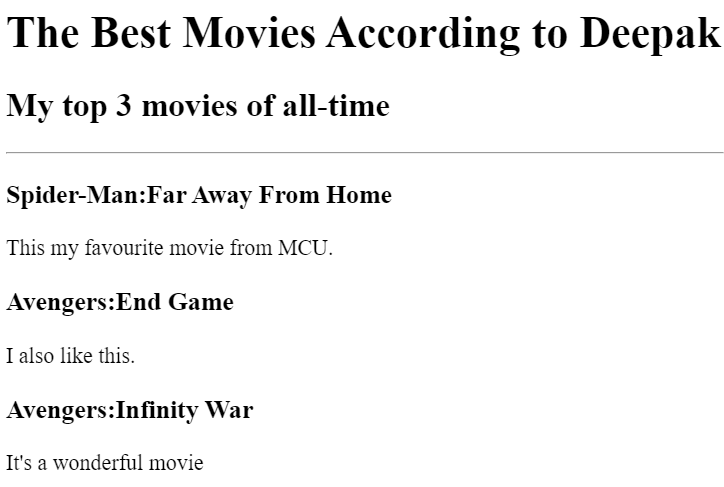 The Best Movies According to Deepak
My top 3 movies of all-time
Spider-Man:Far Away From Home
This my favourite movie from MCU.
Avengers:End Game
I also like this.
Avengers:Infinity War
It's a wonderful movie